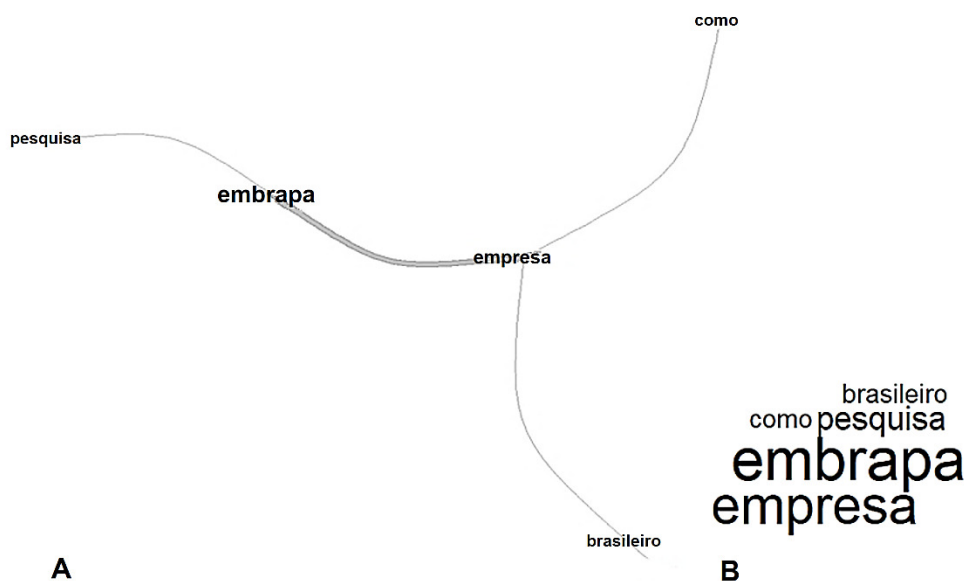 como
pesquisa
embrapa
empresa
brasileiro
A
brasileiro
como pesquisa
embrapa
empresa
B